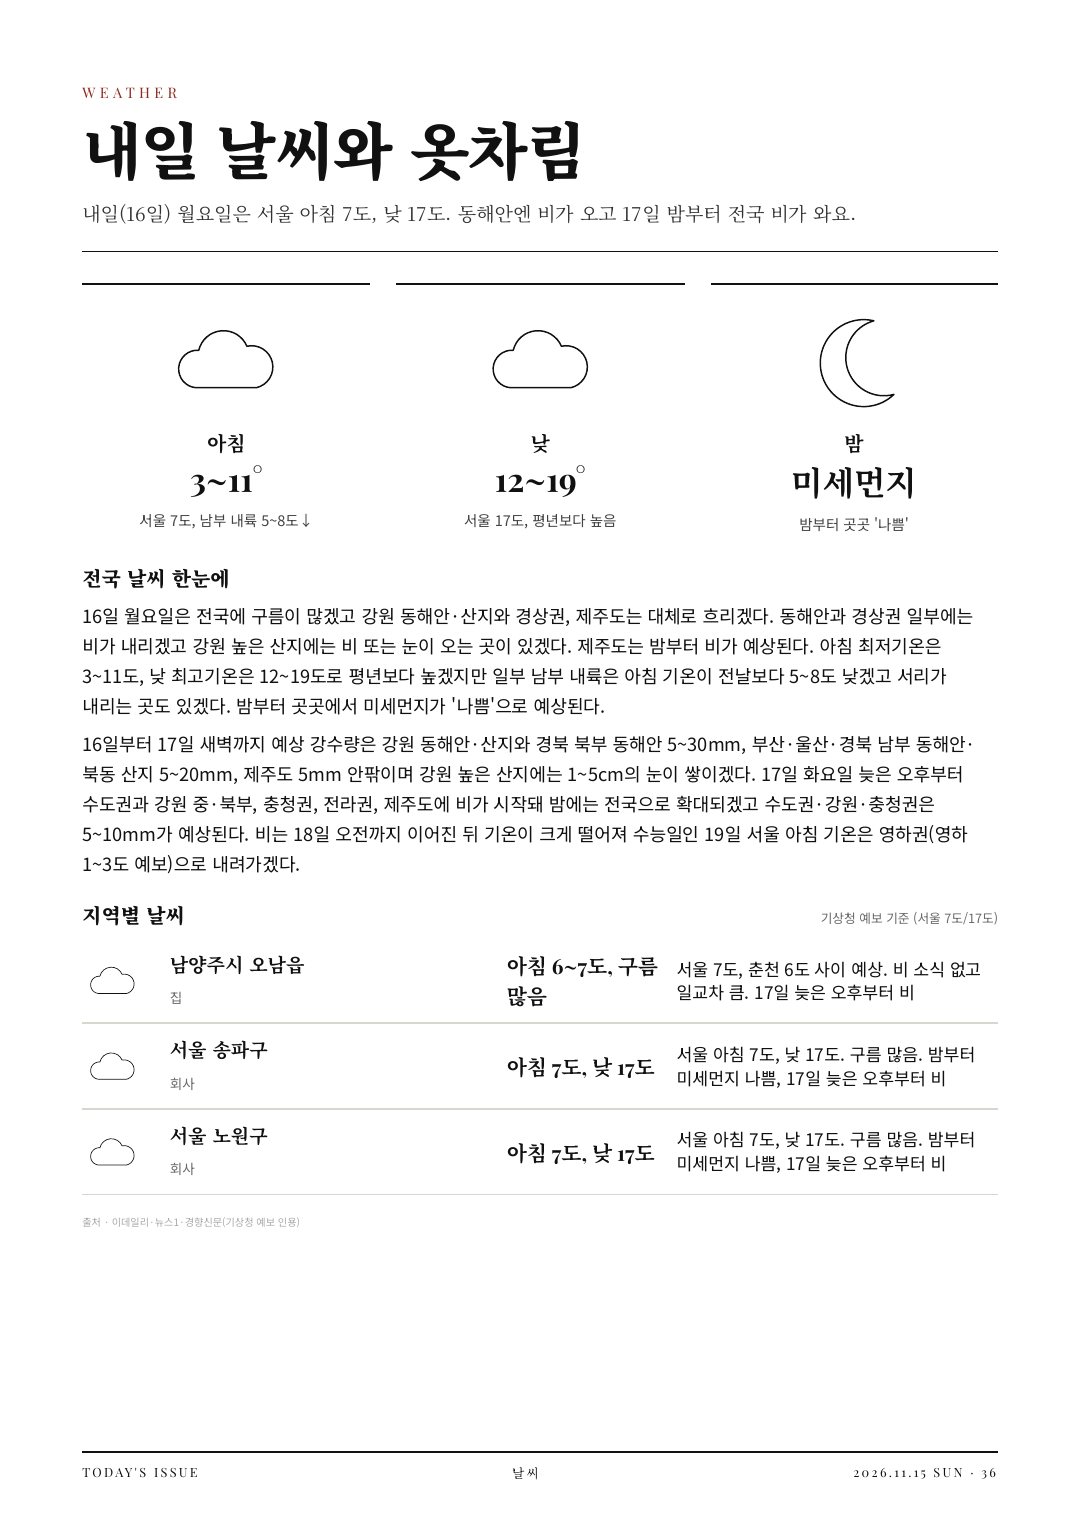 WEATHER
내일 날씨와 옷차림
내일(16일) 월요일은 서울 아침 7도, 낮 17도. 동해안엔 비가 오고 17일 밤부터 전국 비가 와요.
아침
3~11°
서울 7도, 남부 내륙 5~8도↓
낮
12~19°
서울 17도, 평년보다 높음
밤
미세먼지
밤부터 곳곳 '나쁨'
전국 날씨 한눈에
16일 월요일은 전국에 구름이 많겠고 강원 동해안·산지와 경상권, 제주도는 대체로 흐리겠다. 동해안과 경상권 일부에는
비가 내리겠고 강원 높은 산지에는 비 또는 눈이 오는 곳이 있겠다. 제주도는 밤부터 비가 예상된다. 아침 최저기온은
3~11도, 낮 최고기온은 12~19도로 평년보다 높겠지만 일부 남부 내륙은 아침 기온이 전날보다 5~8도 낮겠고 서리가
내리는 곳도 있겠다. 밤부터 곳곳에서 미세먼지가 '나쁨'으로 예상된다.
16일부터 17일 새벽까지 예상 강수량은 강원 동해안·산지와 경북 북부 동해안 5~30mm, 부산·울산·경북 남부 동해안·
북동 산지 5~20mm, 제주도 5mm 안팎이며 강원 높은 산지에는 1~5cm의 눈이 쌓이겠다. 17일 화요일 늦은 오후부터
수도권과 강원 중·북부, 충청권, 전라권, 제주도에 비가 시작돼 밤에는 전국으로 확대되겠고 수도권·강원·충청권은
5~10mm가 예상된다. 비는 18일 오전까지 이어진 뒤 기온이 크게 떨어져 수능일인 19일 서울 아침 기온은 영하권(영하
1~3도 예보)으로 내려가겠다.
지역별 날씨
기상청 예보 기준 (서울 7도/17도)
남양주시 오남읍
집
아침 6~7도, 구름
많음
서울 7도, 춘천 6도 사이 예상. 비 소식 없고
일교차 큼. 17일 늦은 오후부터 비
서울 송파구
회사
아침 7도, 낮 17도
서울 아침 7도, 낮 17도. 구름 많음. 밤부터
미세먼지 나쁨, 17일 늦은 오후부터 비
서울 노원구
회사
아침 7도, 낮 17도
서울 아침 7도, 낮 17도. 구름 많음. 밤부터
미세먼지 나쁨, 17일 늦은 오후부터 비
출처 · 이데일리·뉴스1·경향신문(기상청 예보 인용)
TODAY'S ISSUE
날씨
2026.11.15 SUN · 36